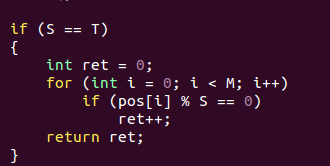 if (S == T)
{
    int ret = 0;
    for (int i = 0; i < M; i++)
        if (pos[i] % S == 0)
            ret++;
    return ret;
}